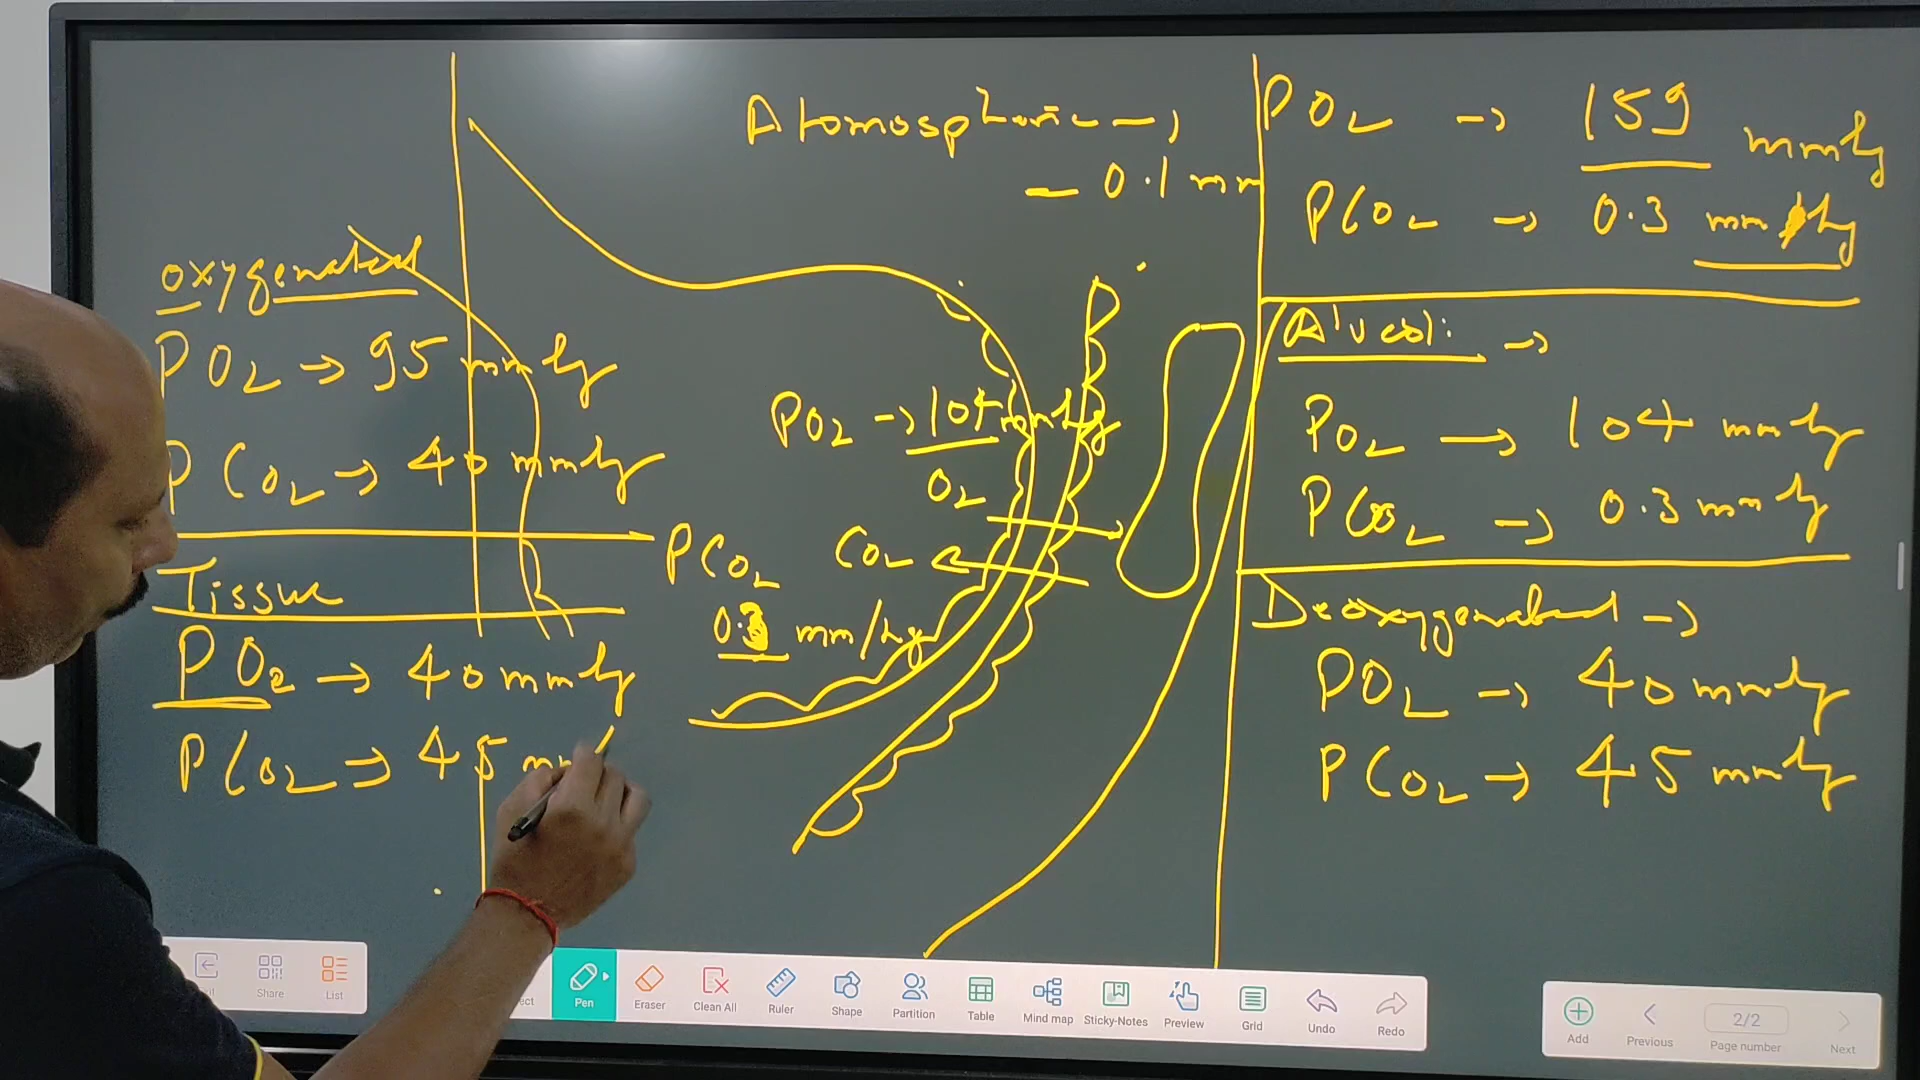 Atomospheric →
— 0.1 mm
PO2 → 159 mmHg
PCO2 → 0.3 mmHg
Alveoli →
PO2 → 104 mmHg
PCO2 → 0.3 mmHg
Deoxygenated →
PO2 → 40 mmHg
PCO2 → 45 mmHg
oxygenated
PO2 → 95 mmHg
PCO2 → 40 mmHg
Tissue
PO2 → 40 mmHg
PCO2 → 45 mm
PO2 → 104 mmHg
O2
PCO2
CO2
0.3 mm/Hg
Share
List
Pen
Eraser
Clean All
Ruler
Shape
Partition
Table
Mind map
Sticky-Notes
Preview
Grid
Undo
Redo
Add
Previous
2/2
Page number
Next